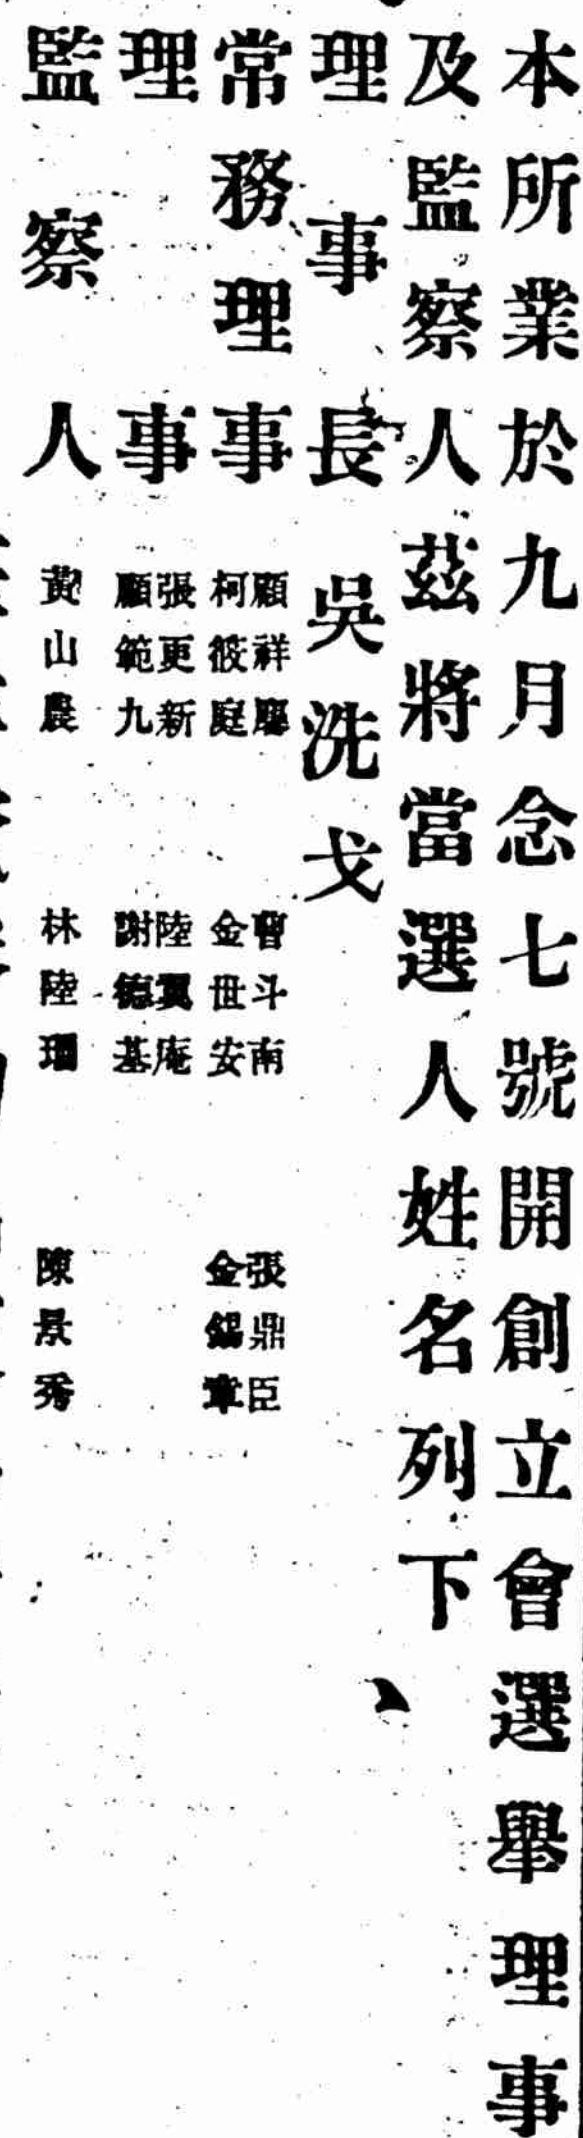 本所業於九月念七號開創立會選舉理事
及監察人茲將當選人姓名列下
理事長 吳洗戈
常務理事
顧祥麐 曹斗南 張鼎臣
柯筱庭 金世安 金錫章
理事
張更新 陸翼庵
顧範九 謝德基
監察人 黄山農 林陸瑠 陳景秀